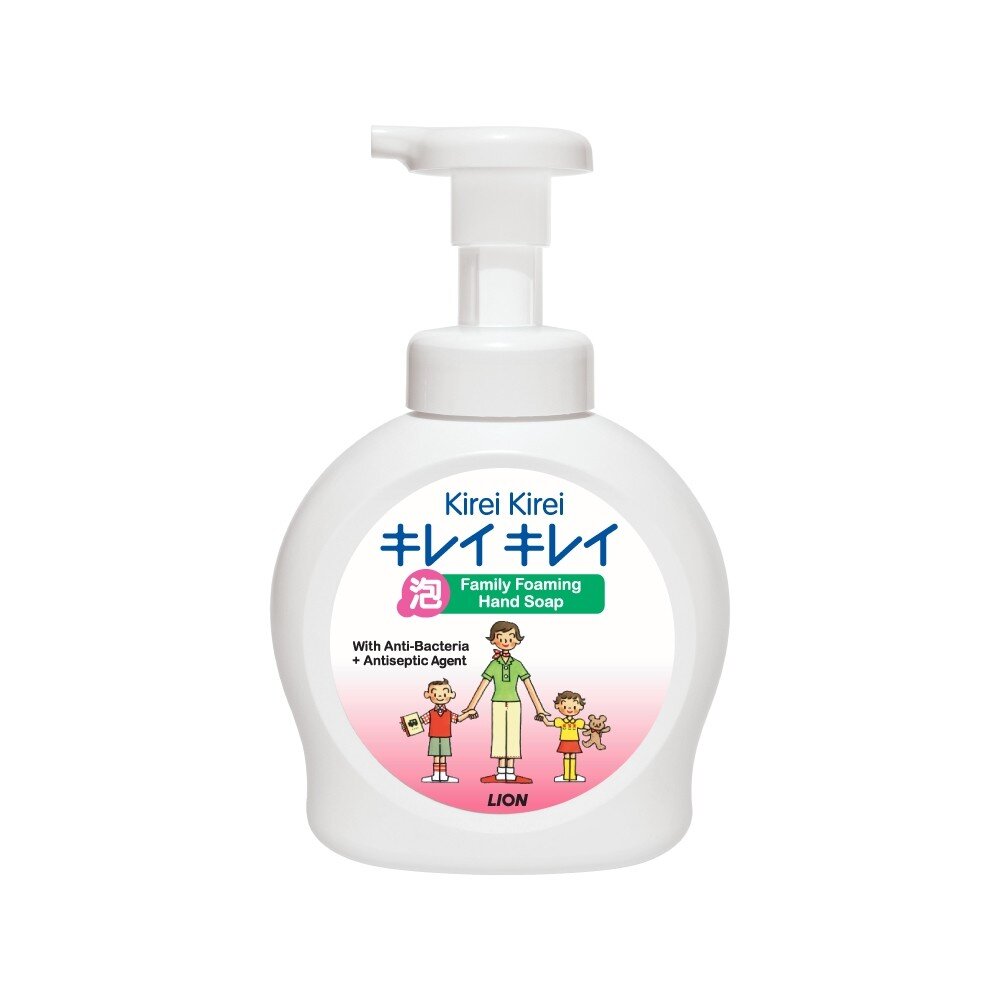 Kirei Kirei
キレイ キレイ
泡
Family Foaming
Hand Soap
With Anti-Bacteria
+ Antiseptic Agent
LION